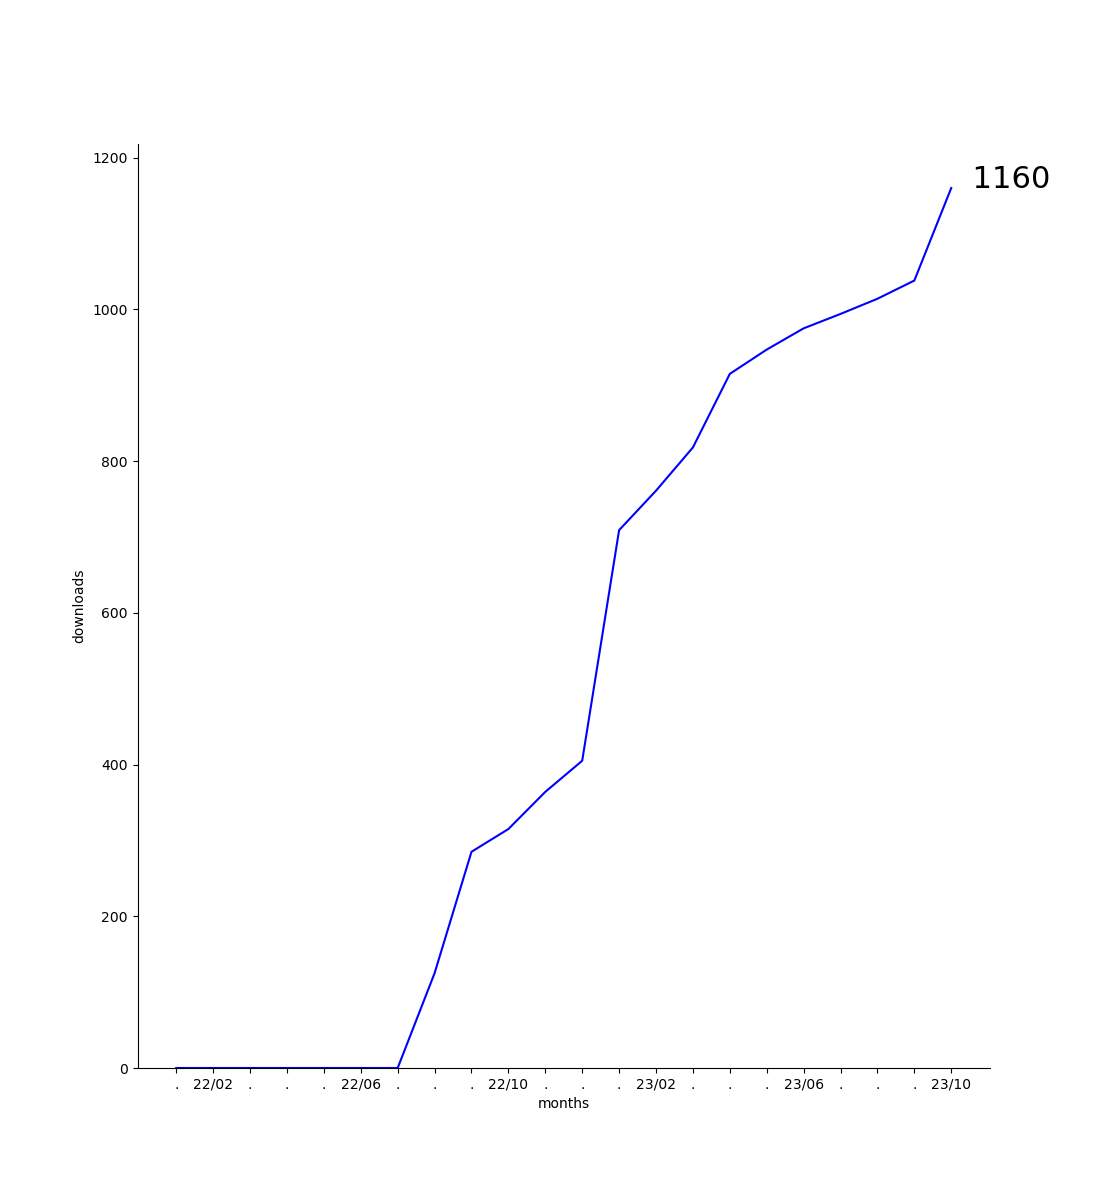 1200
1160
1000
800
downloads
600
400
200
0
. 22/02 . . . 22/06 . . . 22/10 . . . 23/02 . . . 23/06 . . . 23/10
months